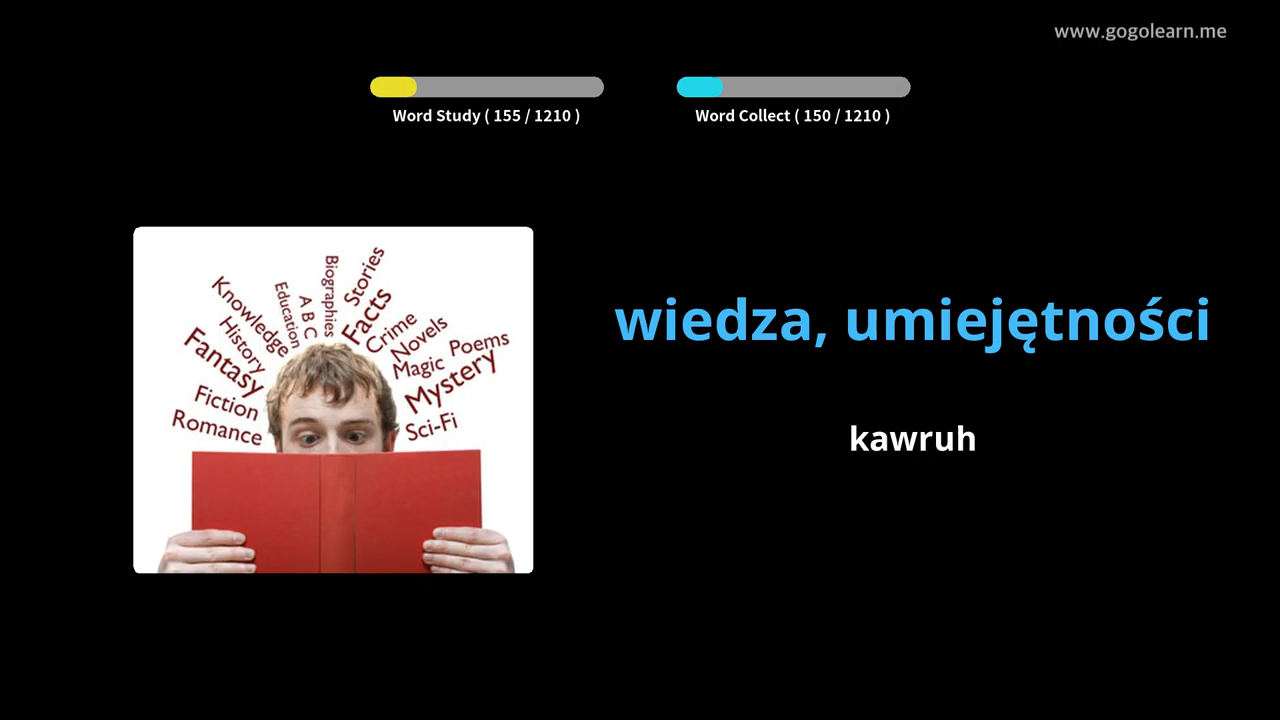 www.gogolearn.me
Word Study ( 155 / 1210 )
Word Collect ( 150 / 1210 )
Biographies
Stories
Education
A B C
Facts
Knowledge
Crime
History
Novels
Poems
Fantasy
Magic
Mystery
Fiction
Romance
Sci-Fi
wiedza, umiejętności
kawruh